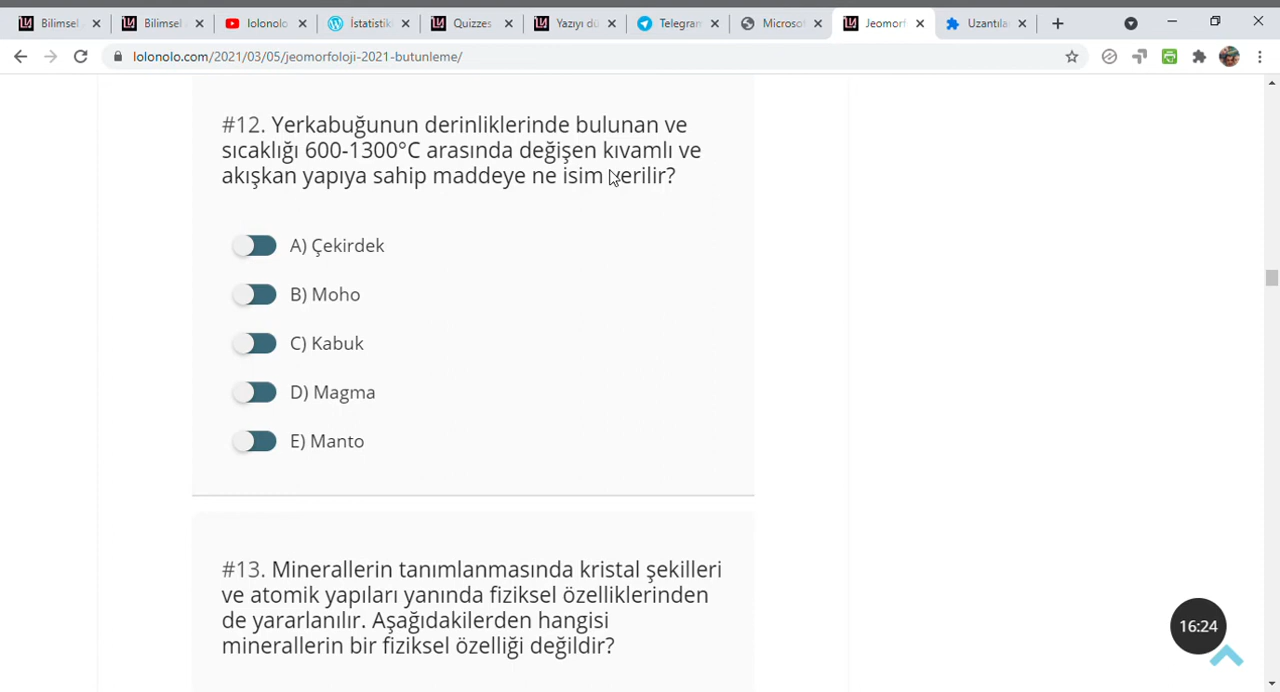 Bilimsel
Bilimsel
lolonolo
İstatistik
Quizzes
Yazıyı dü
Telegram
Microsof
Jeomorf
Uzantıla
lolonolo.com/2021/03/05/jeomorfoloji-2021-butunleme/
#12. Yerkabuğunun derinliklerinde bulunan ve
sıcaklığı 600-1300°C arasında değişen kıvamlı ve
akışkan yapıya sahip maddeye ne isim verilir?
A) Çekirdek
B) Moho
C) Kabuk
D) Magma
E) Manto
#13. Minerallerin tanımlanmasında kristal şekilleri
ve atomik yapıları yanında fiziksel özelliklerinden
de yararlanılır. Aşağıdakilerden hangisi
minerallerin bir fiziksel özelliği değildir?
16:24